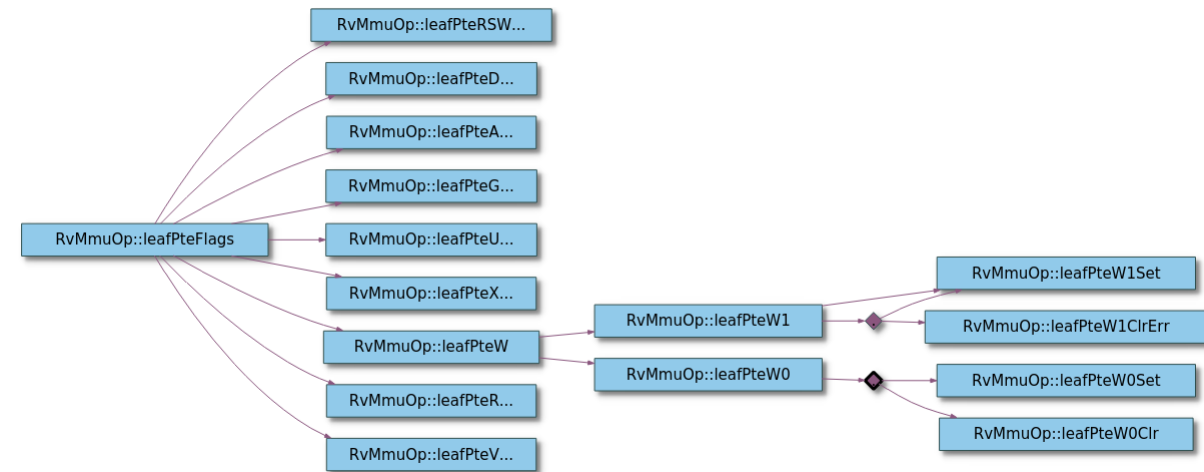 RvMmuOp::leafPteRSW...
RvMmuOp::leafPteD...
RvMmuOp::leafPteA...
RvMmuOp::leafPteG...
RvMmuOp::leafPteFlags
RvMmuOp::leafPteU...
RvMmuOp::leafPteX...
RvMmuOp::leafPteW
RvMmuOp::leafPteR...
RvMmuOp::leafPteV...
RvMmuOp::leafPteW1
RvMmuOp::leafPteW0
RvMmuOp::leafPteW1Set
RvMmuOp::leafPteW1ClrErr
RvMmuOp::leafPteW0Set
RvMmuOp::leafPteW0Clr